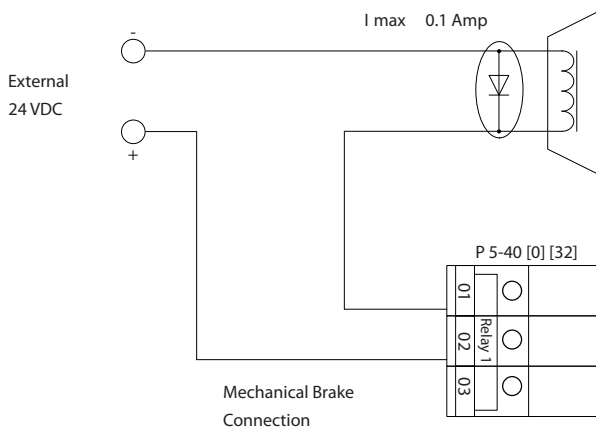 I max 0.1 Amp
-
External
24 VDC
+
P 5-40 [0] [32]
01
02
03
Relay 1
Mechanical Brake
Connection